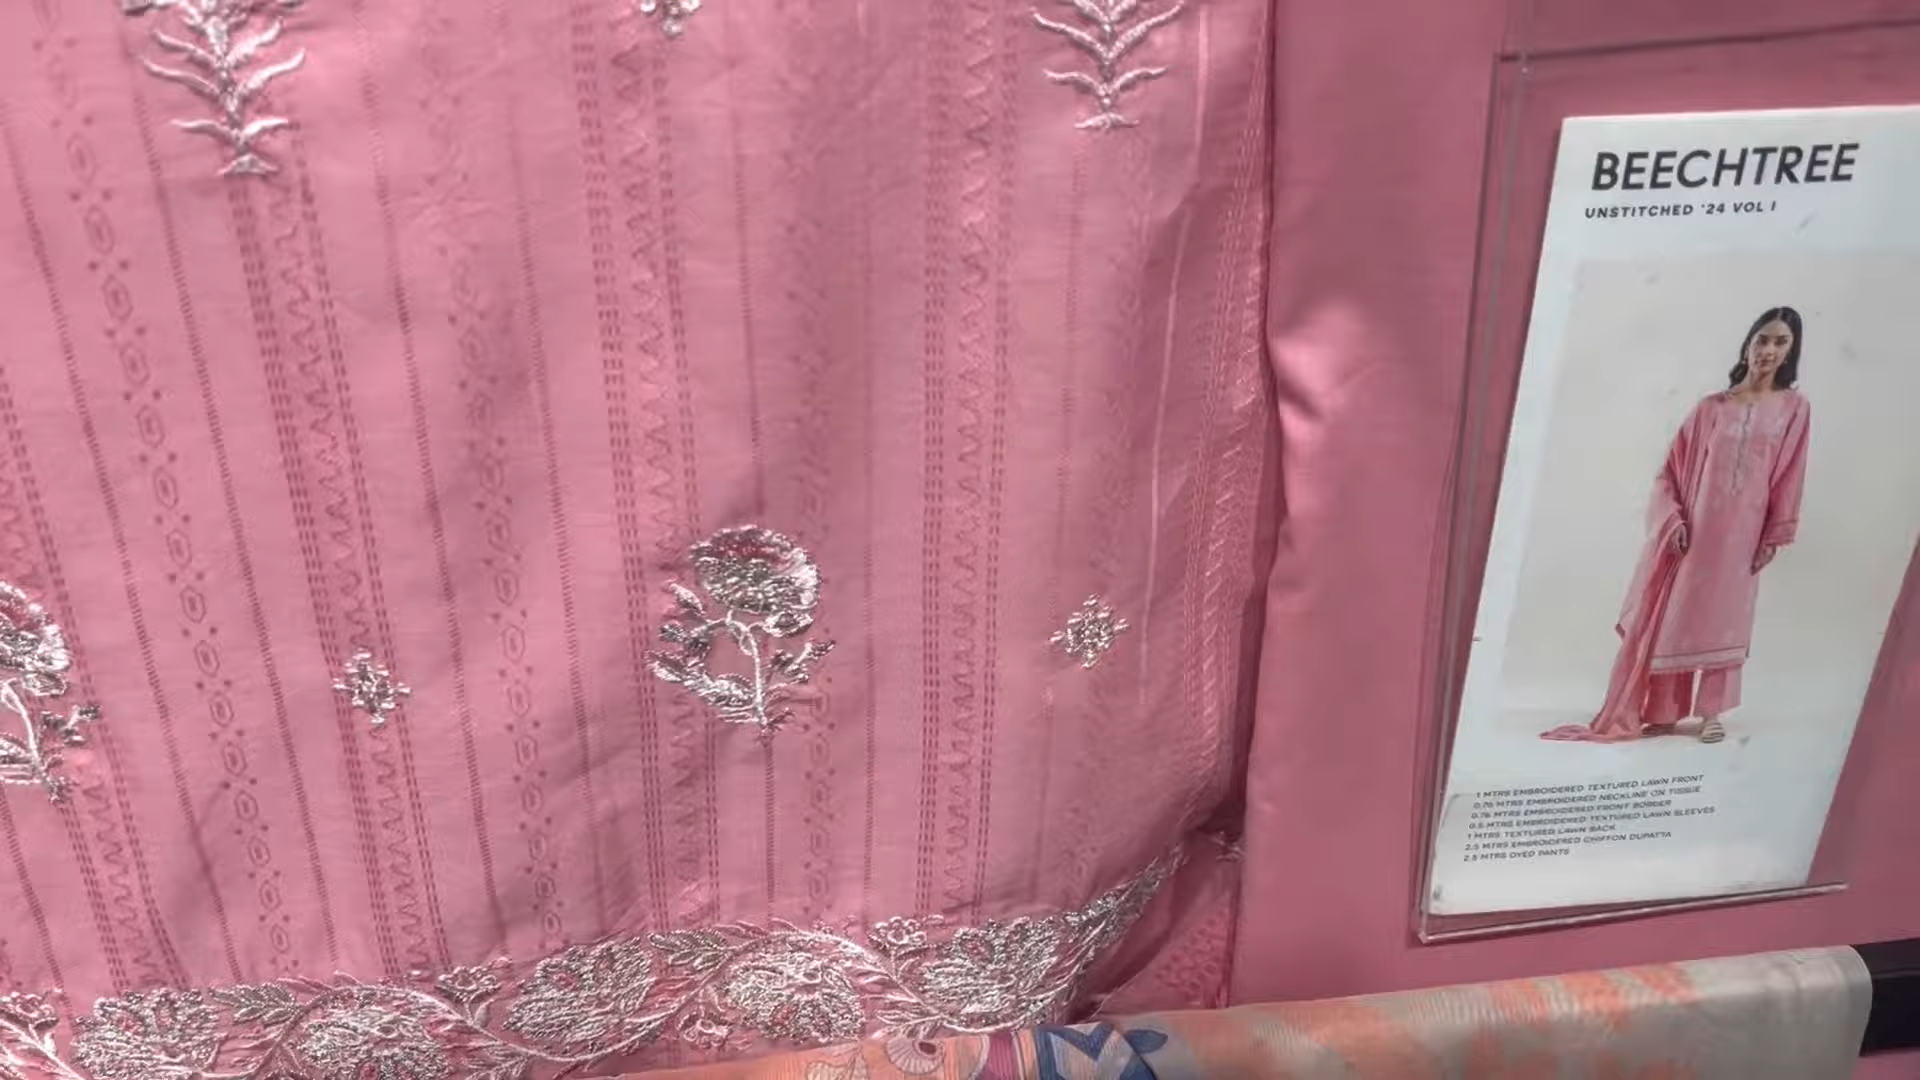 BEECHTREE
UNSTITCHED '24 VOL I
1 MTRS EMBROIDERED TEXTURED LAWN FRONT
0.75 MTRS EMBROIDERED NECKLINE ON TISSUE
0.76 MTRS EMBROIDERED FRONT BORDER
0.5 MTRS EMBROIDERED TEXTURED LAWN SLEEVES
1 MTRS TEXTURED LAWN BACK
2.5 MTRS EMBROIDERED CHIFFON DUPATTA
2.5 MTRS DYED PANTS